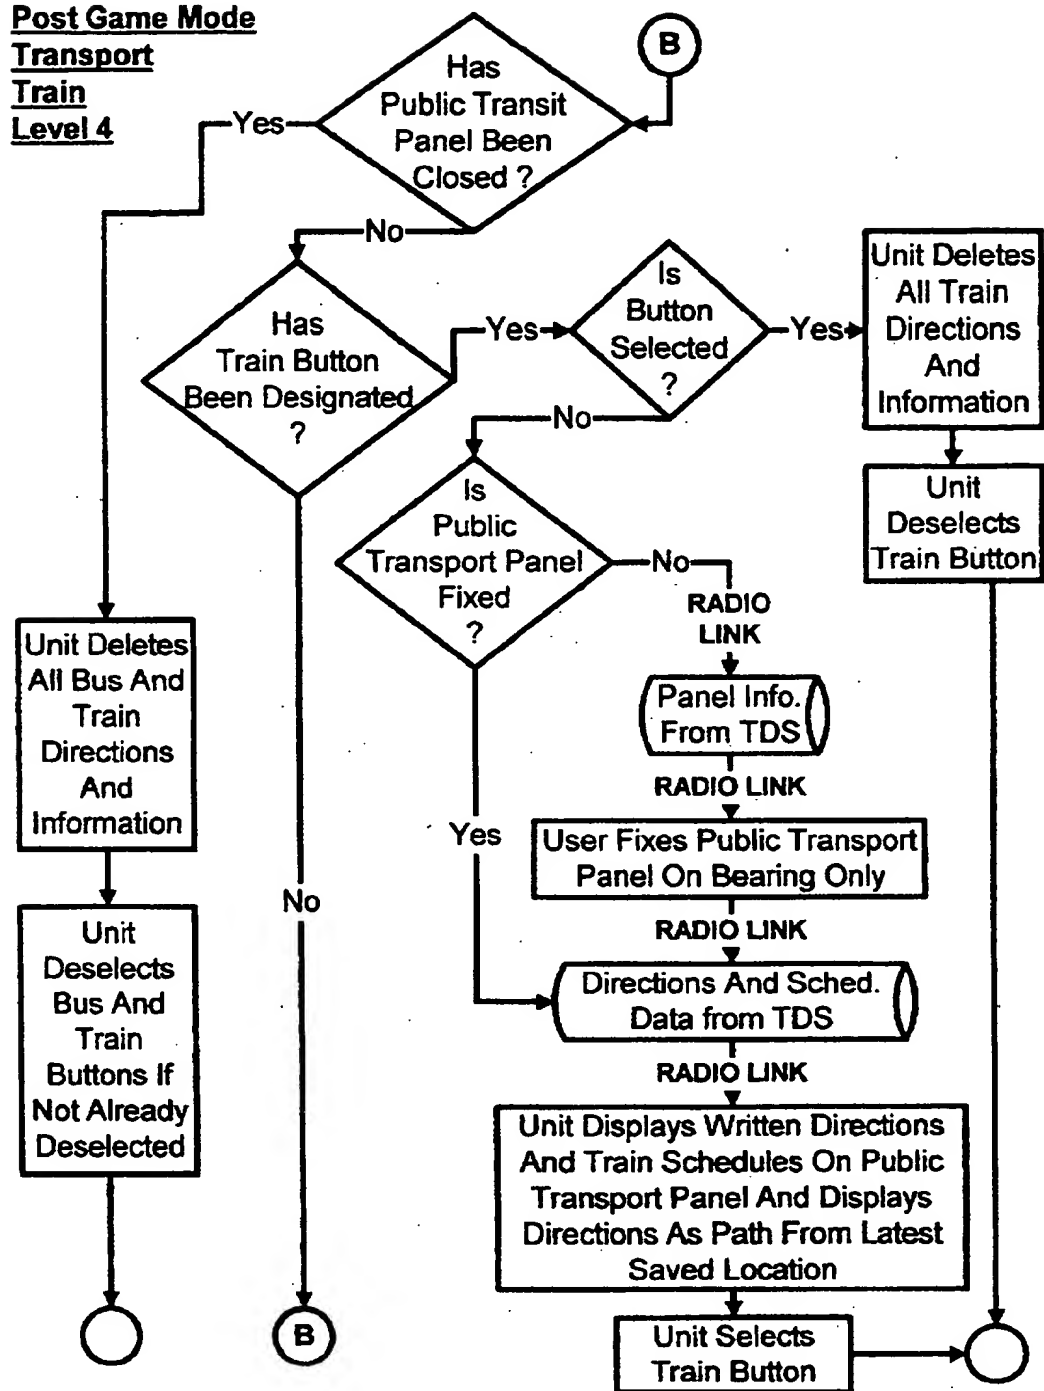 Post Game Mode
Transport
Train
Level 4
B
Has
Public Transit
Panel Been
Closed ?
Yes
No
Has
Train Button
Been Designated
?
Yes
Is
Button
Selected
?
Yes
Unit Deletes
All Train
Directions
And
Information
No
Unit
Deselects
Train Button
Is
Public
Transport Panel
Fixed
?
No
RADIO
LINK
Panel Info.
From TDS
RADIO LINK
Yes
User Fixes Public Transport
Panel On Bearing Only
RADIO LINK
Directions And Sched.
Data from TDS
RADIO LINK
Unit Displays Written Directions
And Train Schedules On Public
Transport Panel And Displays
Directions As Path From Latest
Saved Location
Unit Selects
Train Button
Unit Deletes
All Bus And
Train
Directions
And
Information
Unit
Deselects
Bus And
Train
Buttons If
Not Already
Deselected
No
B